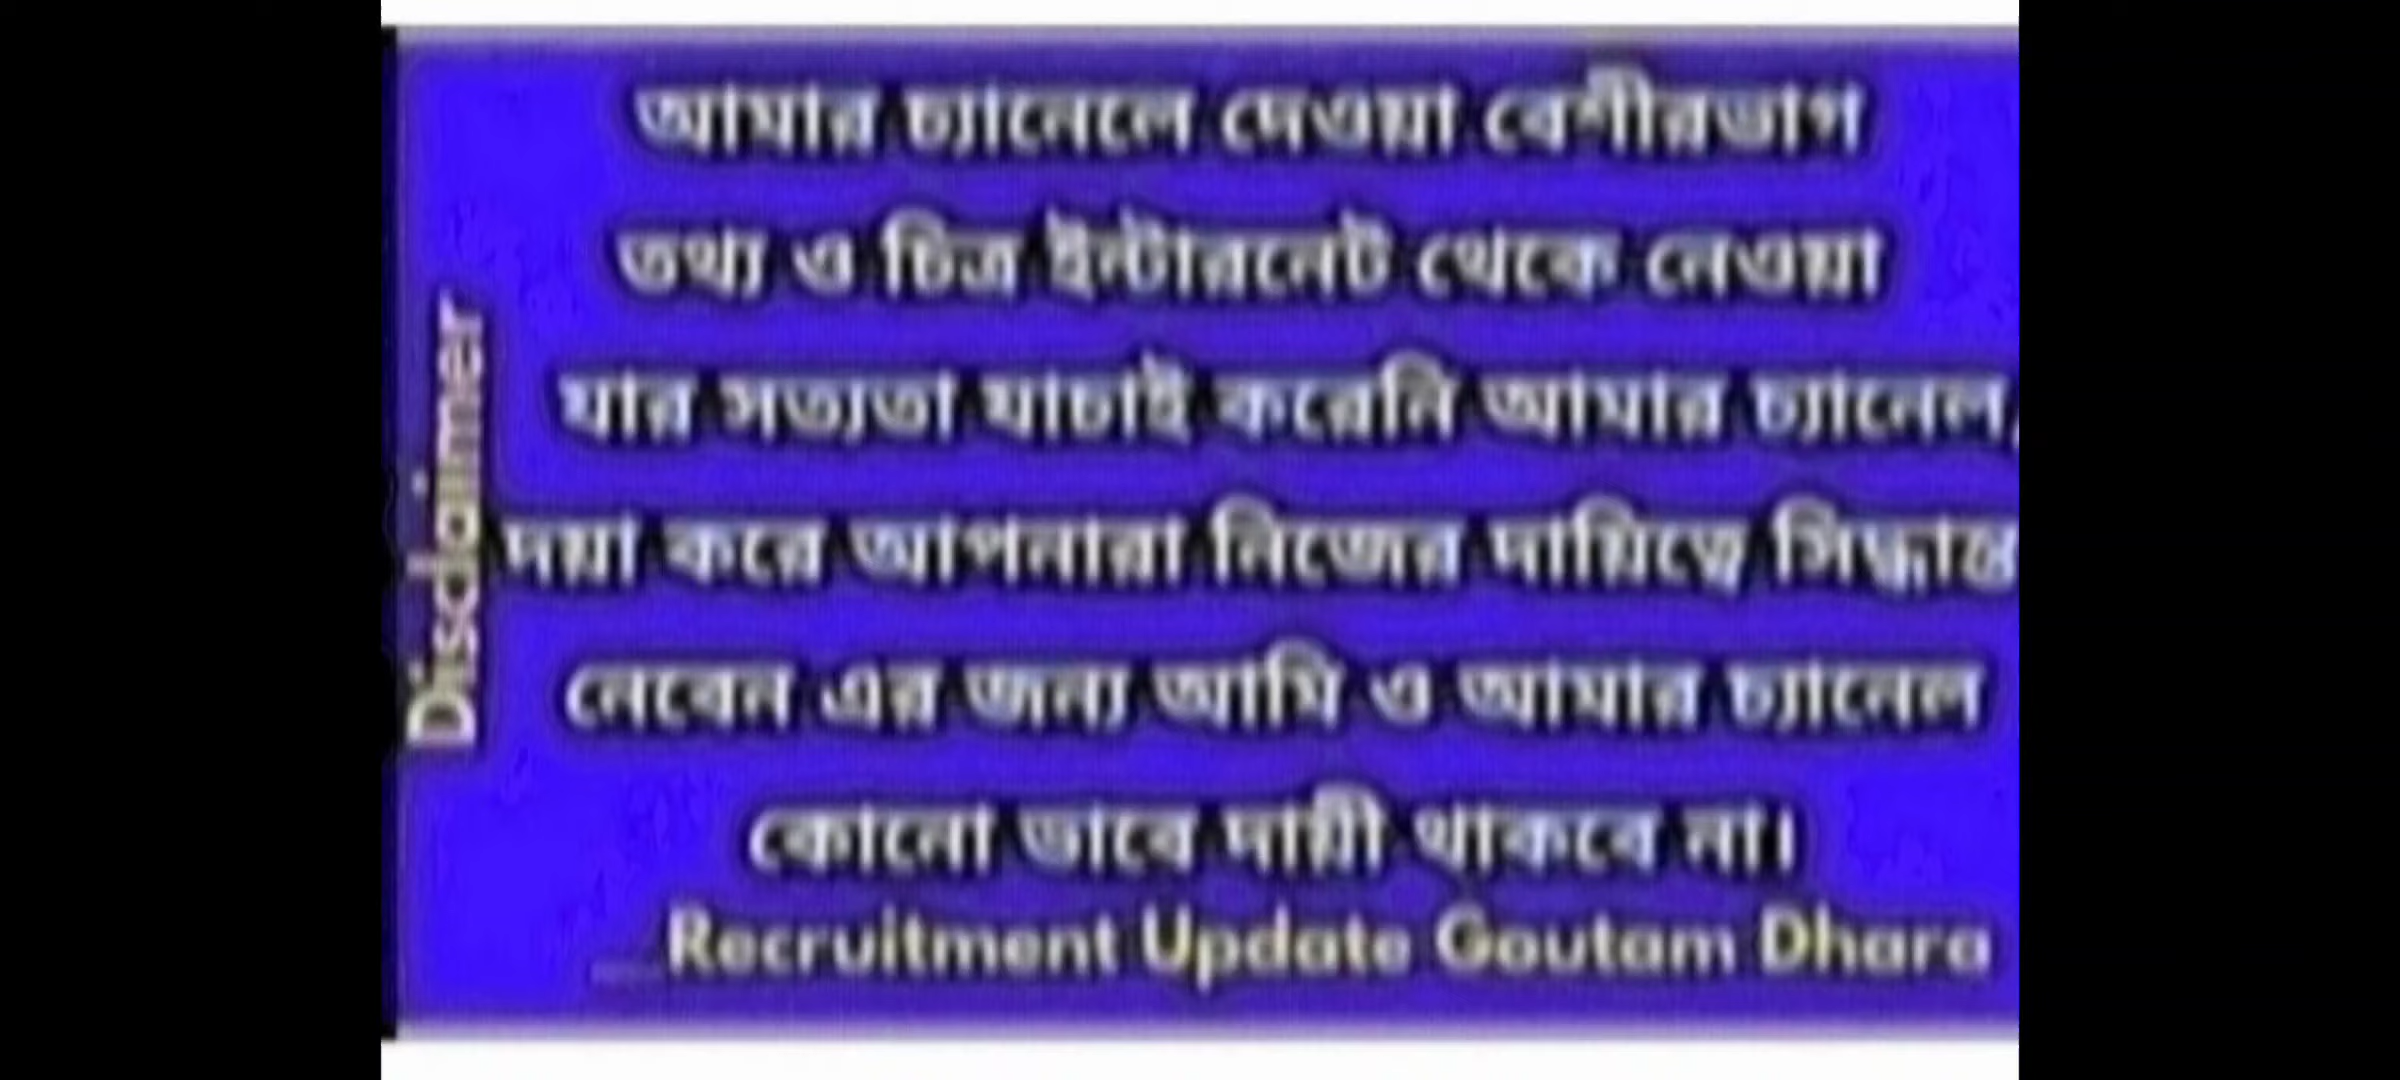 Disclaimer
আমার চ্যানেলে দেওয়া বেশীরভাগ
তথ্য ও চিত্র ইন্টারনেট থেকে নেওয়া
যার সত্যতা যাচাই করেনি আমার চ্যানেল,
দয়া করে আপনারা নিজের দায়িত্বে সিদ্ধান্ত
নেবেন এর জন্য আমি ও আমার চ্যানেল
কোনো ভাবে দায়ী থাকবে না।
__Recruitment Update Goutam Dhara